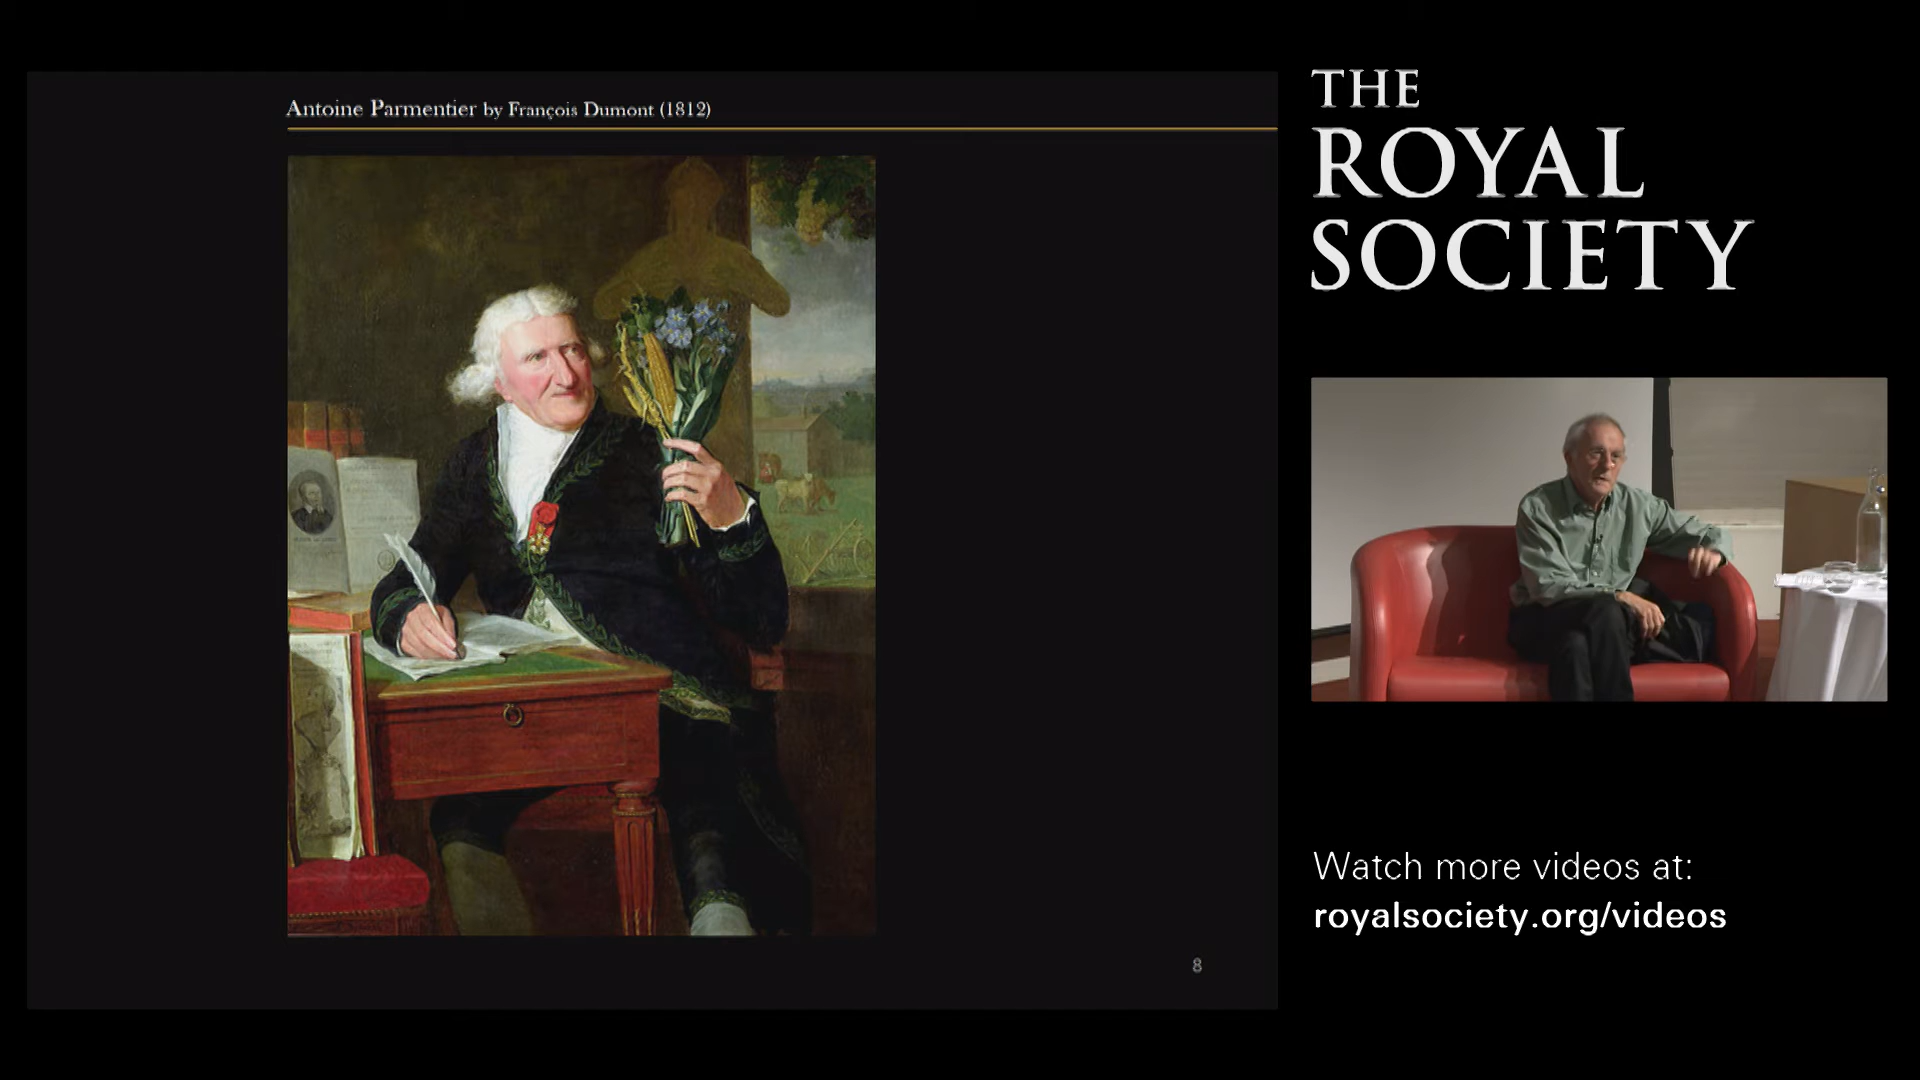 Antoine Parmentier by François Dumont (1812)
8
THE
ROYAL
SOCIETY
Watch more videos at:
royalsociety.org/videos